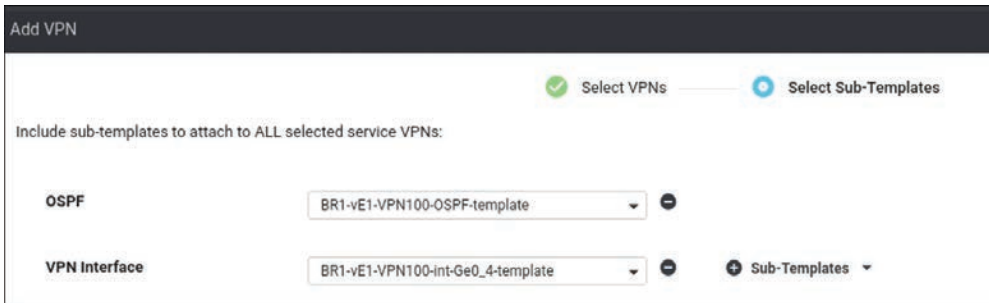 Add VPN
Select VPNs
Select Sub-Templates
Include sub-templates to attach to ALL selected service VPNs:
OSPF
BR1-vE1-VPN100-OSPF-template
VPN Interface
BR1-vE1-VPN100-int-Ge0_4-template
Sub-Templates